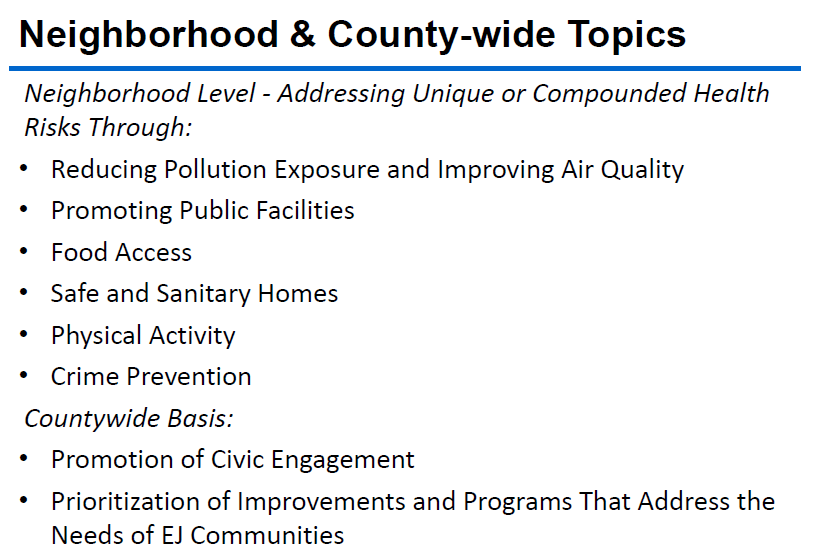 Neighborhood & County-wide Topics
Neighborhood Level - Addressing Unique or Compounded Health
Risks Through:
• Reducing Pollution Exposure and Improving Air Quality
• Promoting Public Facilities
• Food Access
• Safe and Sanitary Homes
• Physical Activity
• Crime Prevention
Countywide Basis:
• Promotion of Civic Engagement
• Prioritization of Improvements and Programs That Address the
Needs of EJ Communities